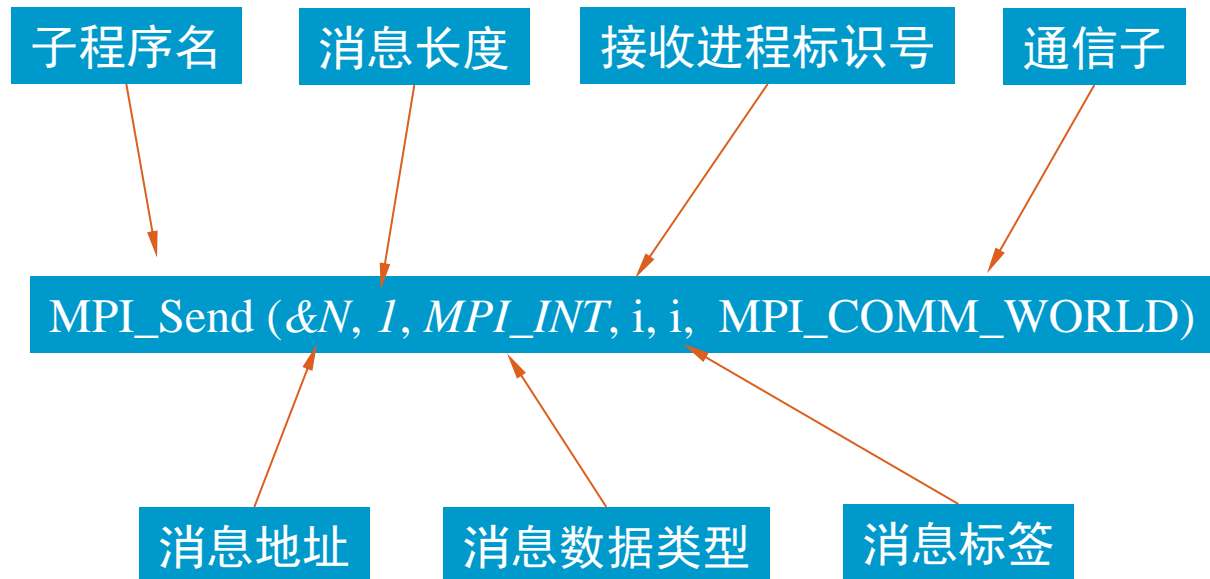 子程序名 消息长度 接收进程标识号 通信子
MPI_Send (&N, 1, MPI_INT, i, i, MPI_COMM_WORLD)
消息地址 消息数据类型 消息标签